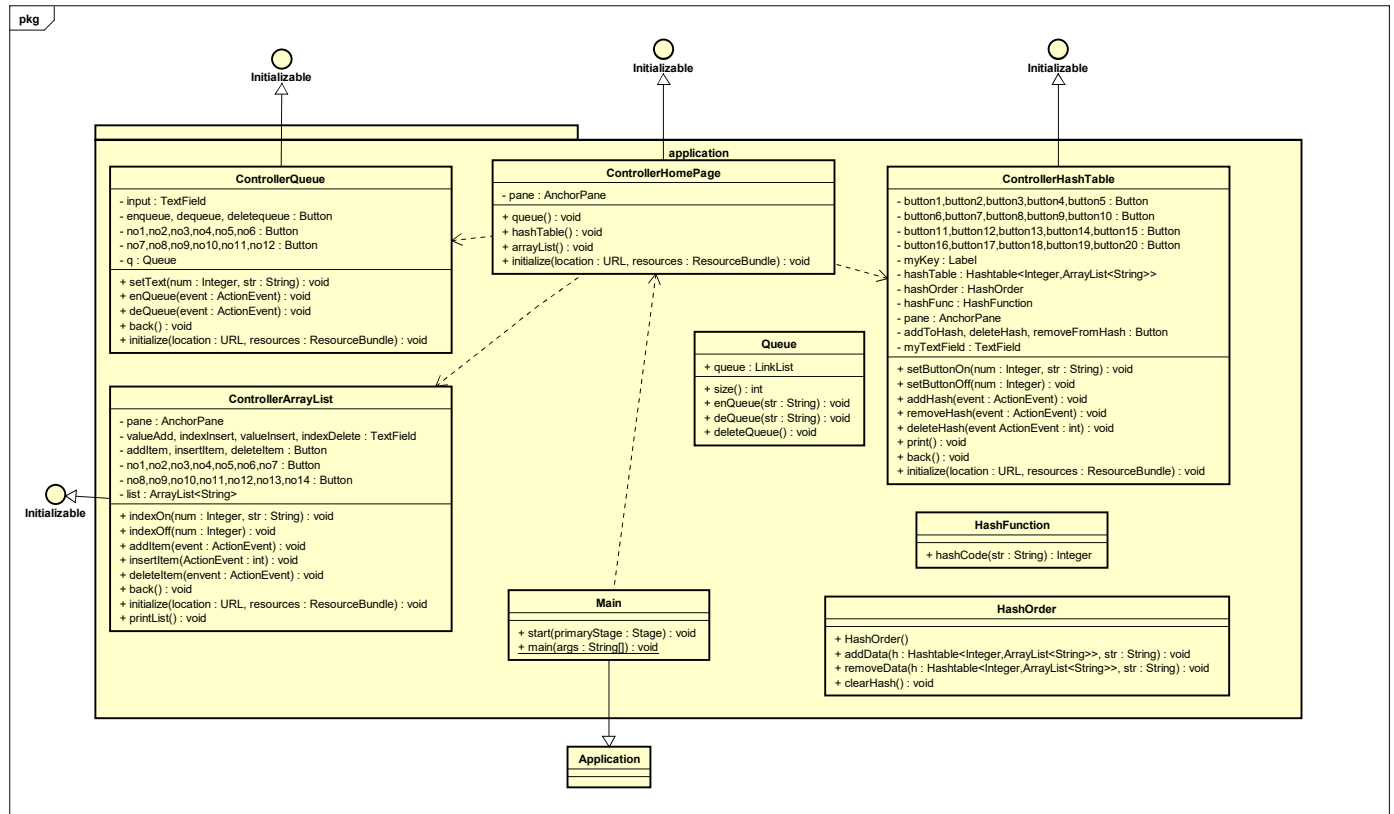 pkg
Initializable
Initializable
Initializable
application
ControllerQueue
- input : TextField
- enqueue, dequeue, deletequeue : Button
- no1,no2,no3,no4,no5,no6 : Button
- no7,no8,no9,no10,no11,no12 : Button
- q : Queue
+ setText(num : Integer, str : String) : void
+ enQueue(event : ActionEvent) : void
+ deQueue(event : ActionEvent) : void
+ back() : void
+ initialize(location : URL, resources : ResourceBundle) : void
ControllerHomePage
- pane : AnchorPane
+ queue() : void
+ hashTable() : void
+ arrayList() : void
+ initialize(location : URL, resources : ResourceBundle) : void
ControllerHashTable
- button1,button2,button3,button4,button5 : Button
- button6,button7,button8,button9,button10 : Button
- button11,button12,button13,button14,button15 : Button
- button16,button17,button18,button19,button20 : Button
- myKey : Label
- hashTable : Hashtable<Integer,ArrayList<String>>
- hashOrder : HashOrder
- hashFunc : HashFunction
- pane : AnchorPane
- addToHash, deleteHash, removeFromHash : Button
- myTextField : TextField
+ setButtonOn(num : Integer, str : String) : void
+ setButtonOff(num : Integer) : void
+ addHash(event : ActionEvent) : void
+ removeHash(event : ActionEvent) : void
+ deleteHash(event ActionEvent : int) : void
+ print() : void
+ back() : void
+ initialize(location : URL, resources : ResourceBundle) : void
Queue
+ queue : LinkList
+ size() : int
+ enQueue(str : String) : void
+ deQueue(str : String) : void
+ deleteQueue() : void
ControllerArrayList
- pane : AnchorPane
- valueAdd, indexInsert, valueInsert, indexDelete : TextField
- addItem, insertItem, deleteItem : Button
- no1,no2,no3,no4,no5,no6,no7 : Button
- no8,no9,no10,no11,no12,no13,no14 : Button
- list : ArrayList<String>
+ indexOn(num : Integer, str : String) : void
+ indexOff(num : Integer) : void
+ addItem(event : ActionEvent) : void
+ insertItem(ActionEvent : int) : void
+ deleteItem(envent : ActionEvent) : void
+ back() : void
+ initialize(location : URL, resources : ResourceBundle) : void
+ printList() : void
Initializable
HashFunction
+ hashCode(str : String) : Integer
Main
+ start(primaryStage : Stage) : void
+ main(args : String[]) : void
HashOrder
+ HashOrder()
+ addData(h : Hashtable<Integer,ArrayList<String>>, str : String) : void
+ removeData(h : Hashtable<Integer,ArrayList<String>>, str : String) : void
+ clearHash() : void
Application